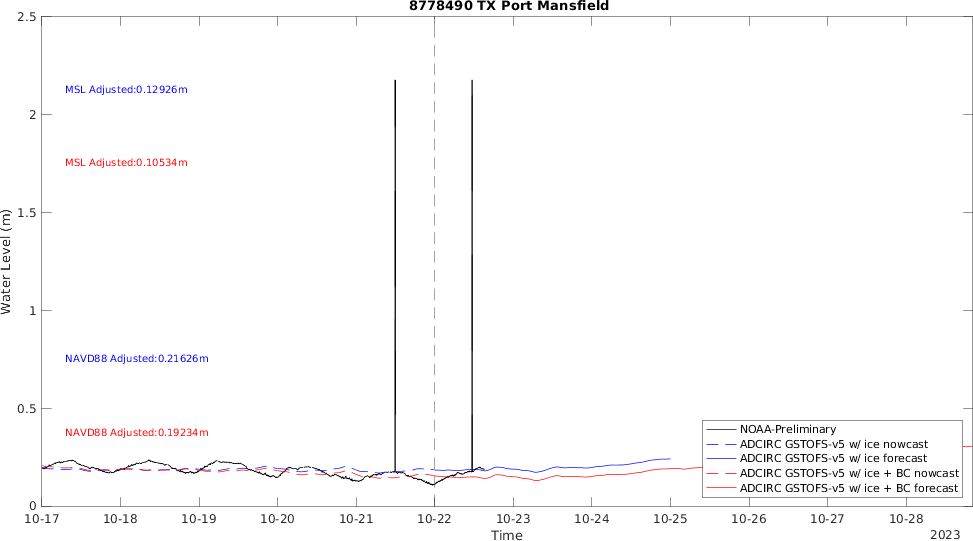 8778490 TX Port Mansfield
2.5
2
1.5
1
0.5
0
Water Level (m)
MSL Adjusted:0.12926m
MSL Adjusted:0.10534m
NAVD88 Adjusted:0.21626m
NAVD88 Adjusted:0.19234m
NOAA-Preliminary
ADCIRC GSTOFS-v5 w/ ice nowcast
ADCIRC GSTOFS-v5 w/ ice forecast
ADCIRC GSTOFS-v5 w/ ice + BC nowcast
ADCIRC GSTOFS-v5 w/ ice + BC forecast
10-17 10-18 10-19 10-20 10-21 10-22 10-23 10-24 10-25 10-26 10-27 10-28
Time
2023